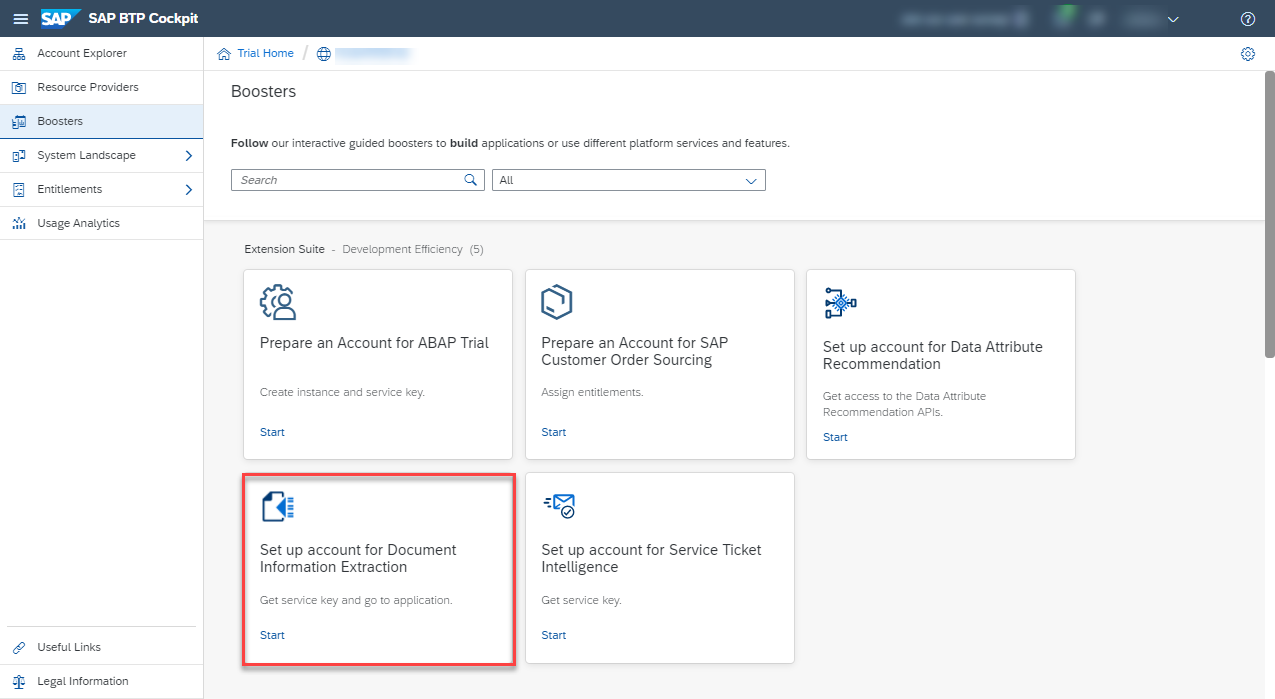 SAP SAP BTP Cockpit
Account Explorer
Resource Providers
Boosters
System Landscape
Entitlements
Usage Analytics
Useful Links
Legal Information
Trial Home /
Boosters
Follow our interactive guided boosters to build applications or use different platform services and features.
Search
All
Extension Suite - Development Efficiency (5)
Prepare an Account for ABAP Trial
Create instance and service key.
Start
Prepare an Account for SAP
Customer Order Sourcing
Assign entitlements.
Start
Set up account for Data Attribute
Recommendation
Get access to the Data Attribute
Recommendation APIs.
Start
Set up account for Document
Information Extraction
Get service key and go to application.
Start
Set up account for Service Ticket
Intelligence
Get service key.
Start